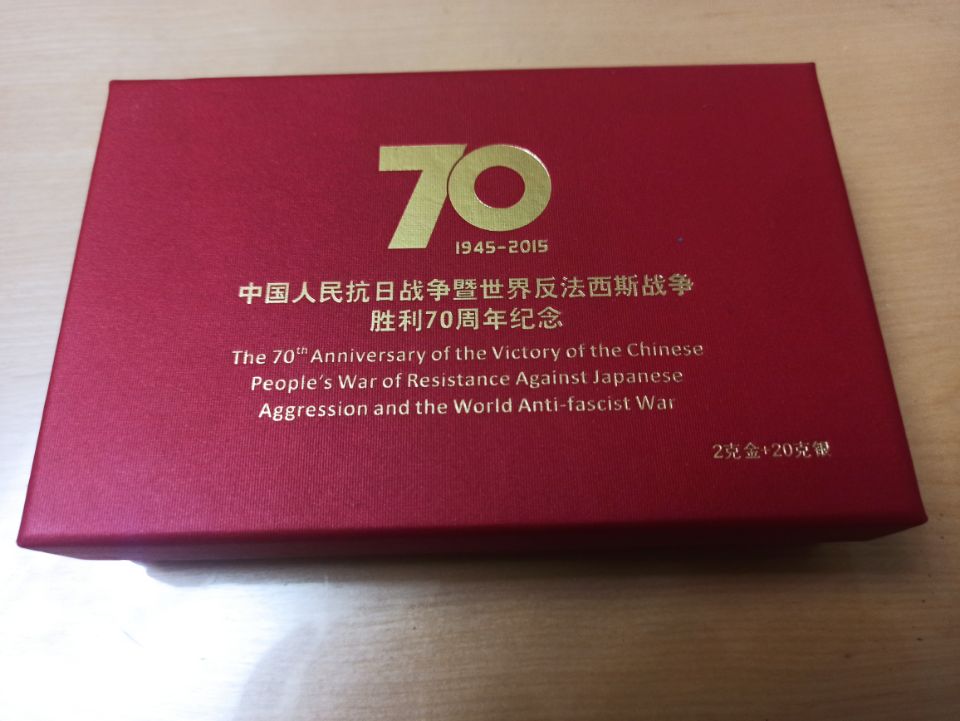 70
1945-2015
中国人民抗日战争暨世界反法西斯战争
胜利70周年纪念
The 70th Anniversary of the Victory of the Chinese
People's War of Resistance Against Japanese
Aggression and the World Anti-fascist War
2克金+20克银